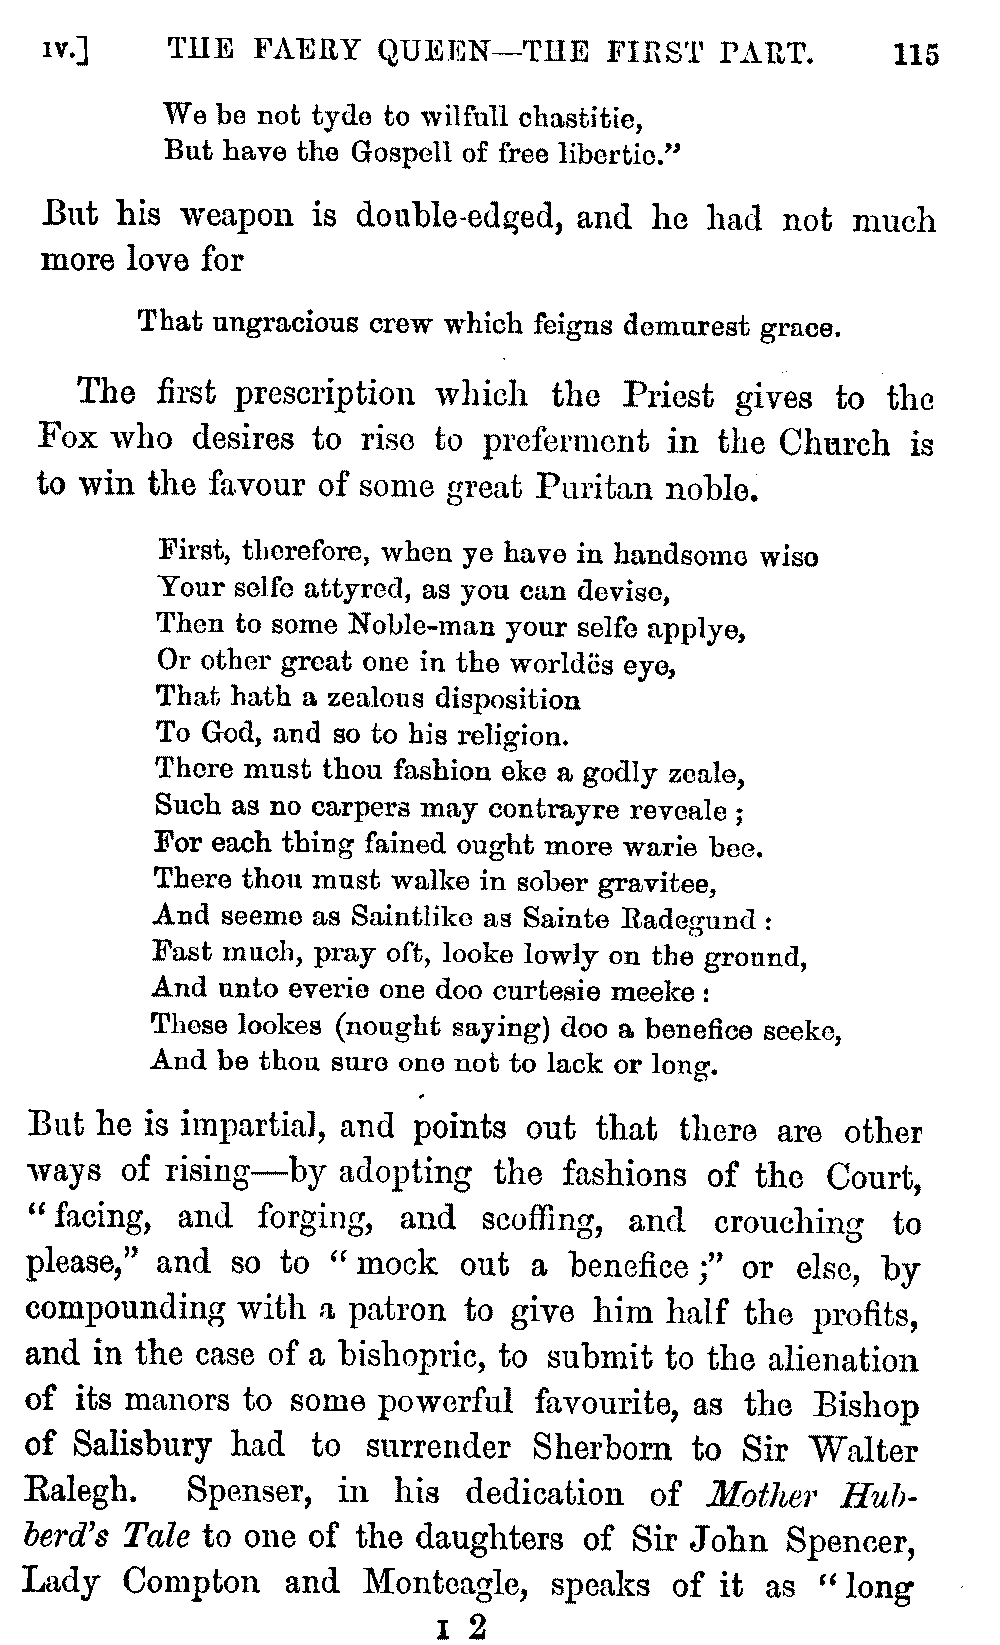 IV.] THE FAERY QUEEN—THE FIRST PART. 115
We be not tyde to wilfull chastitie,
But have the Gospell of free libertie.”
But his weapon is double-edged, and he had not much
more love for
That ungracious crew which feigns demurest grace.
The first prescription which the Priest gives to the
Fox who desires to rise to preferment in the Church is
to win the favour of some great Puritan noble.
First, therefore, when ye have in handsome wise
Your selfe attyred, as you can devise,
Then to some Noble-man your selfe applye,
Or other great one in the worldës eye,
That hath a zealous disposition
To God, and so to his religion.
There must thou fashion eke a godly zeale,
Such as no carpers may contrayre reveale ;
For each thing fained ought more warie bee.
There thou must walke in sober gravitee,
And seeme as Saintlike as Sainte Radegund :
Fast much, pray oft, looke lowly on the ground,
And unto everie one doo curtesie meeke :
These lookes (nought saying) doo a benefice seeke,
And be thou sure one not to lack or long.
But he is impartial, and points out that there are other
ways of rising—by adopting the fashions of the Court,
“facing, and forging, and scoffing, and crouching to
please,” and so to “mock out a benefice ;” or else, by
compounding with a patron to give him half the profits,
and in the case of a bishopric, to submit to the alienation
of its manors to some powerful favourite, as the Bishop
of Salisbury had to surrender Sherborn to Sir Walter
Ralegh. Spenser, in his dedication of Mother Hub-
berd’s Tale to one of the daughters of Sir John Spencer,
Lady Compton and Monteagle, speaks of it as “long
I 2